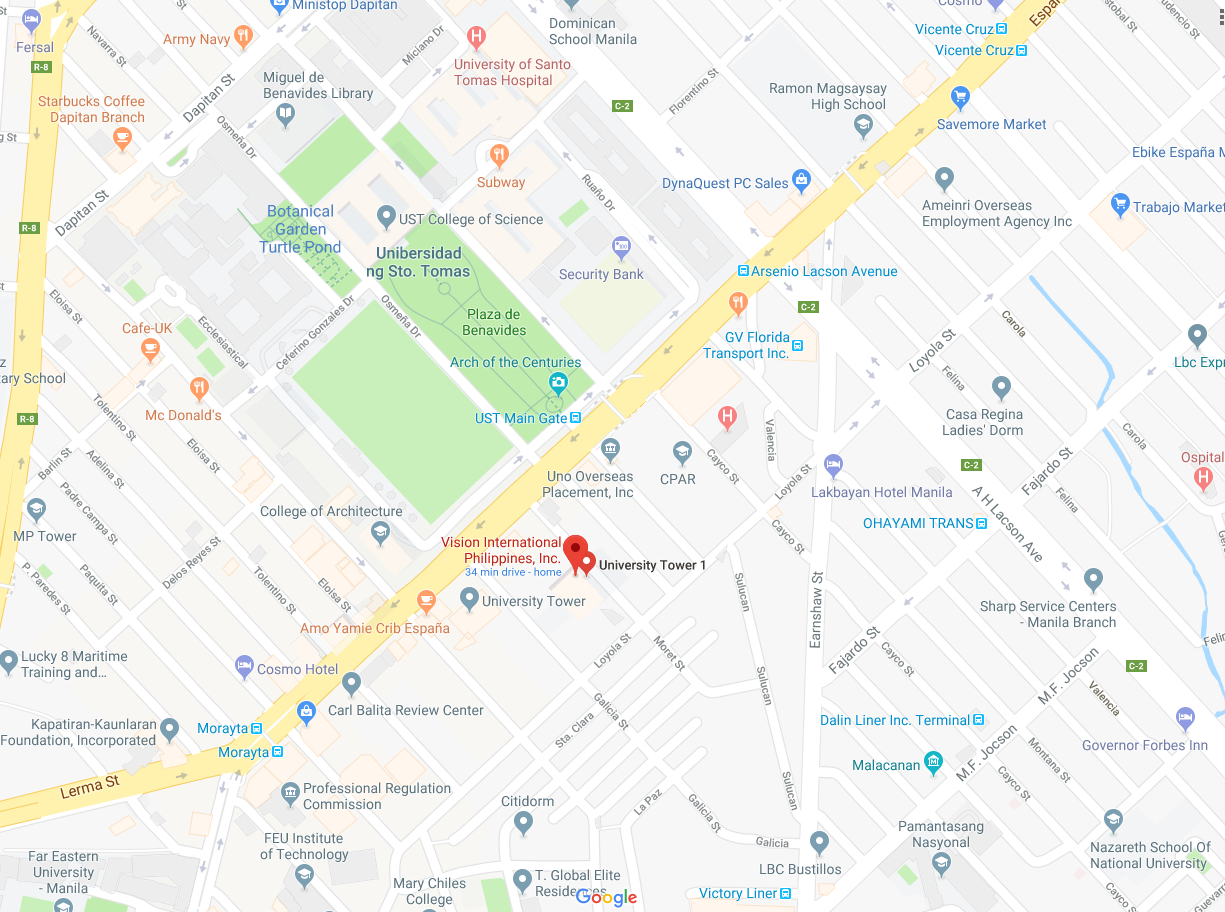 Ministop Dapitan
Fersal
Army Navy
Navarra St
Miciano Dr
Dominican
School Manila
Cosmo
Vicente Cruz
Vicente Cruz
R-8
Dapitan St
Miguel de
Benavides Library
University of Santo
Tomas Hospital
C-2
Florentino St
Ramon Magsaysay
High School
Savemore Market
Starbucks Coffee
Dapitan Branch
Osmeña Dr
Subway
Ruaño Dr
DynaQuest PC Sales
Ebike España M
Ameinri Overseas
Employment Agency Inc
Trabajo Market
R-8
Dapitan St
Botanical
Garden
Turtle Pond
UST College of Science
Unibersidad
ng Sto. Tomas
Security Bank
Arsenio Lacson Avenue
C-2
Eloisa St
Ecclesiastical
Ceferino Gonzales Dr
Osmeña Dr
Plaza de
Benavides
Arch of the Centuries
GV Florida
Transport Inc.
Carola
Loyola St
Lbc Expr
Cafe-UK
Mc Donald's
tary School
Tolentino St
UST Main Gate
Felina
Casa Regina
Ladies' Dorm
R-8
Barlin St
Adelina St
Eloisa St
Valencia
Carola
Uno Overseas
Placement, Inc
CPAR
Cayco St
Loyola St
Lakbayan Hotel Manila
C-2
Fajardo St
Ospital
Padre Campa St
MP Tower
College of Architecture
OHAYAMI TRANS
A H Lacson Ave
Felina
Cayco St
Delos Reyes St
Vision International
Philippines, Inc.
34 min drive - home
University Tower 1
P. Paredes St
Paquita St
Tolentino St
Eloisa St
University Tower
Sulucan
Earnshaw St
Sharp Service Centers
- Manila Branch
Amo Yamie Crib España
Loyola St
Moret St
Fajardo St
Cayco St
Lucky 8 Maritime
Training and...
Cosmo Hotel
Sulucan
M.F. Jocson
C-2
Valencia
Carl Balita Review Center
Galicia St
Sta. Clara
Kapatiran-Kaunlaran
Foundation, Incorporated
Morayta
Morayta
Dalin Liner Inc. Terminal
Governor Forbes Inn
Malacanan
M.F. Jocson
Montana St
Cayco St
Lerma St
Professional Regulation
Commission
Citidorm
La Paz
Galicia St
Sulucan
Galicia
FEU Institute
of Technology
LBC Bustillos
Pamantasang
Nasyonal
Nazareth School Of
National University
Far Eastern
University
- Manila
Mary Chiles
College
T. Global Elite
Residences
Google
Victory Liner